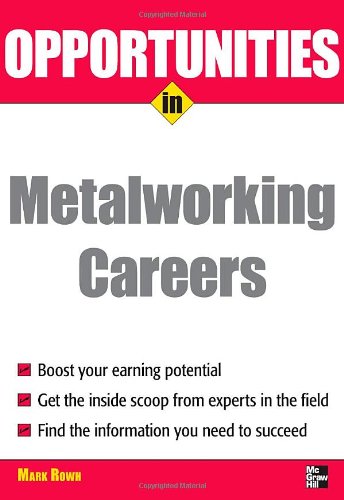 OPPORTUNITIES
in
Metalworking
Careers
Boost your earning potential
Get the inside scoop from experts in the field
Find the information you need to succeed
MARK ROWH
Mc
Graw
Hill